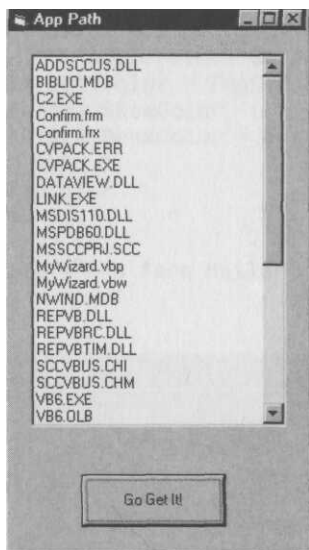 App Path
ADDSCCUS.DLL
BIBLIO.MDB
C2.EXE
Confirm.frm
Confirm.frx
CVPACK.ERR
CVPACK.EXE
DATAVIEW.DLL
LINK.EXE
MSDIS110.DLL
MSPDB60.DLL
MSSCCPRJ.SCC
MyWizard.vbp
MyWizard.vbw
NWIND.MDB
REPVB.DLL
REPVBRC.DLL
REPVBTIM.DLL
SCCVBUS.CHI
SCCVBUS.CHM
VB6.EXE
VB6.OLB
Go Get It!